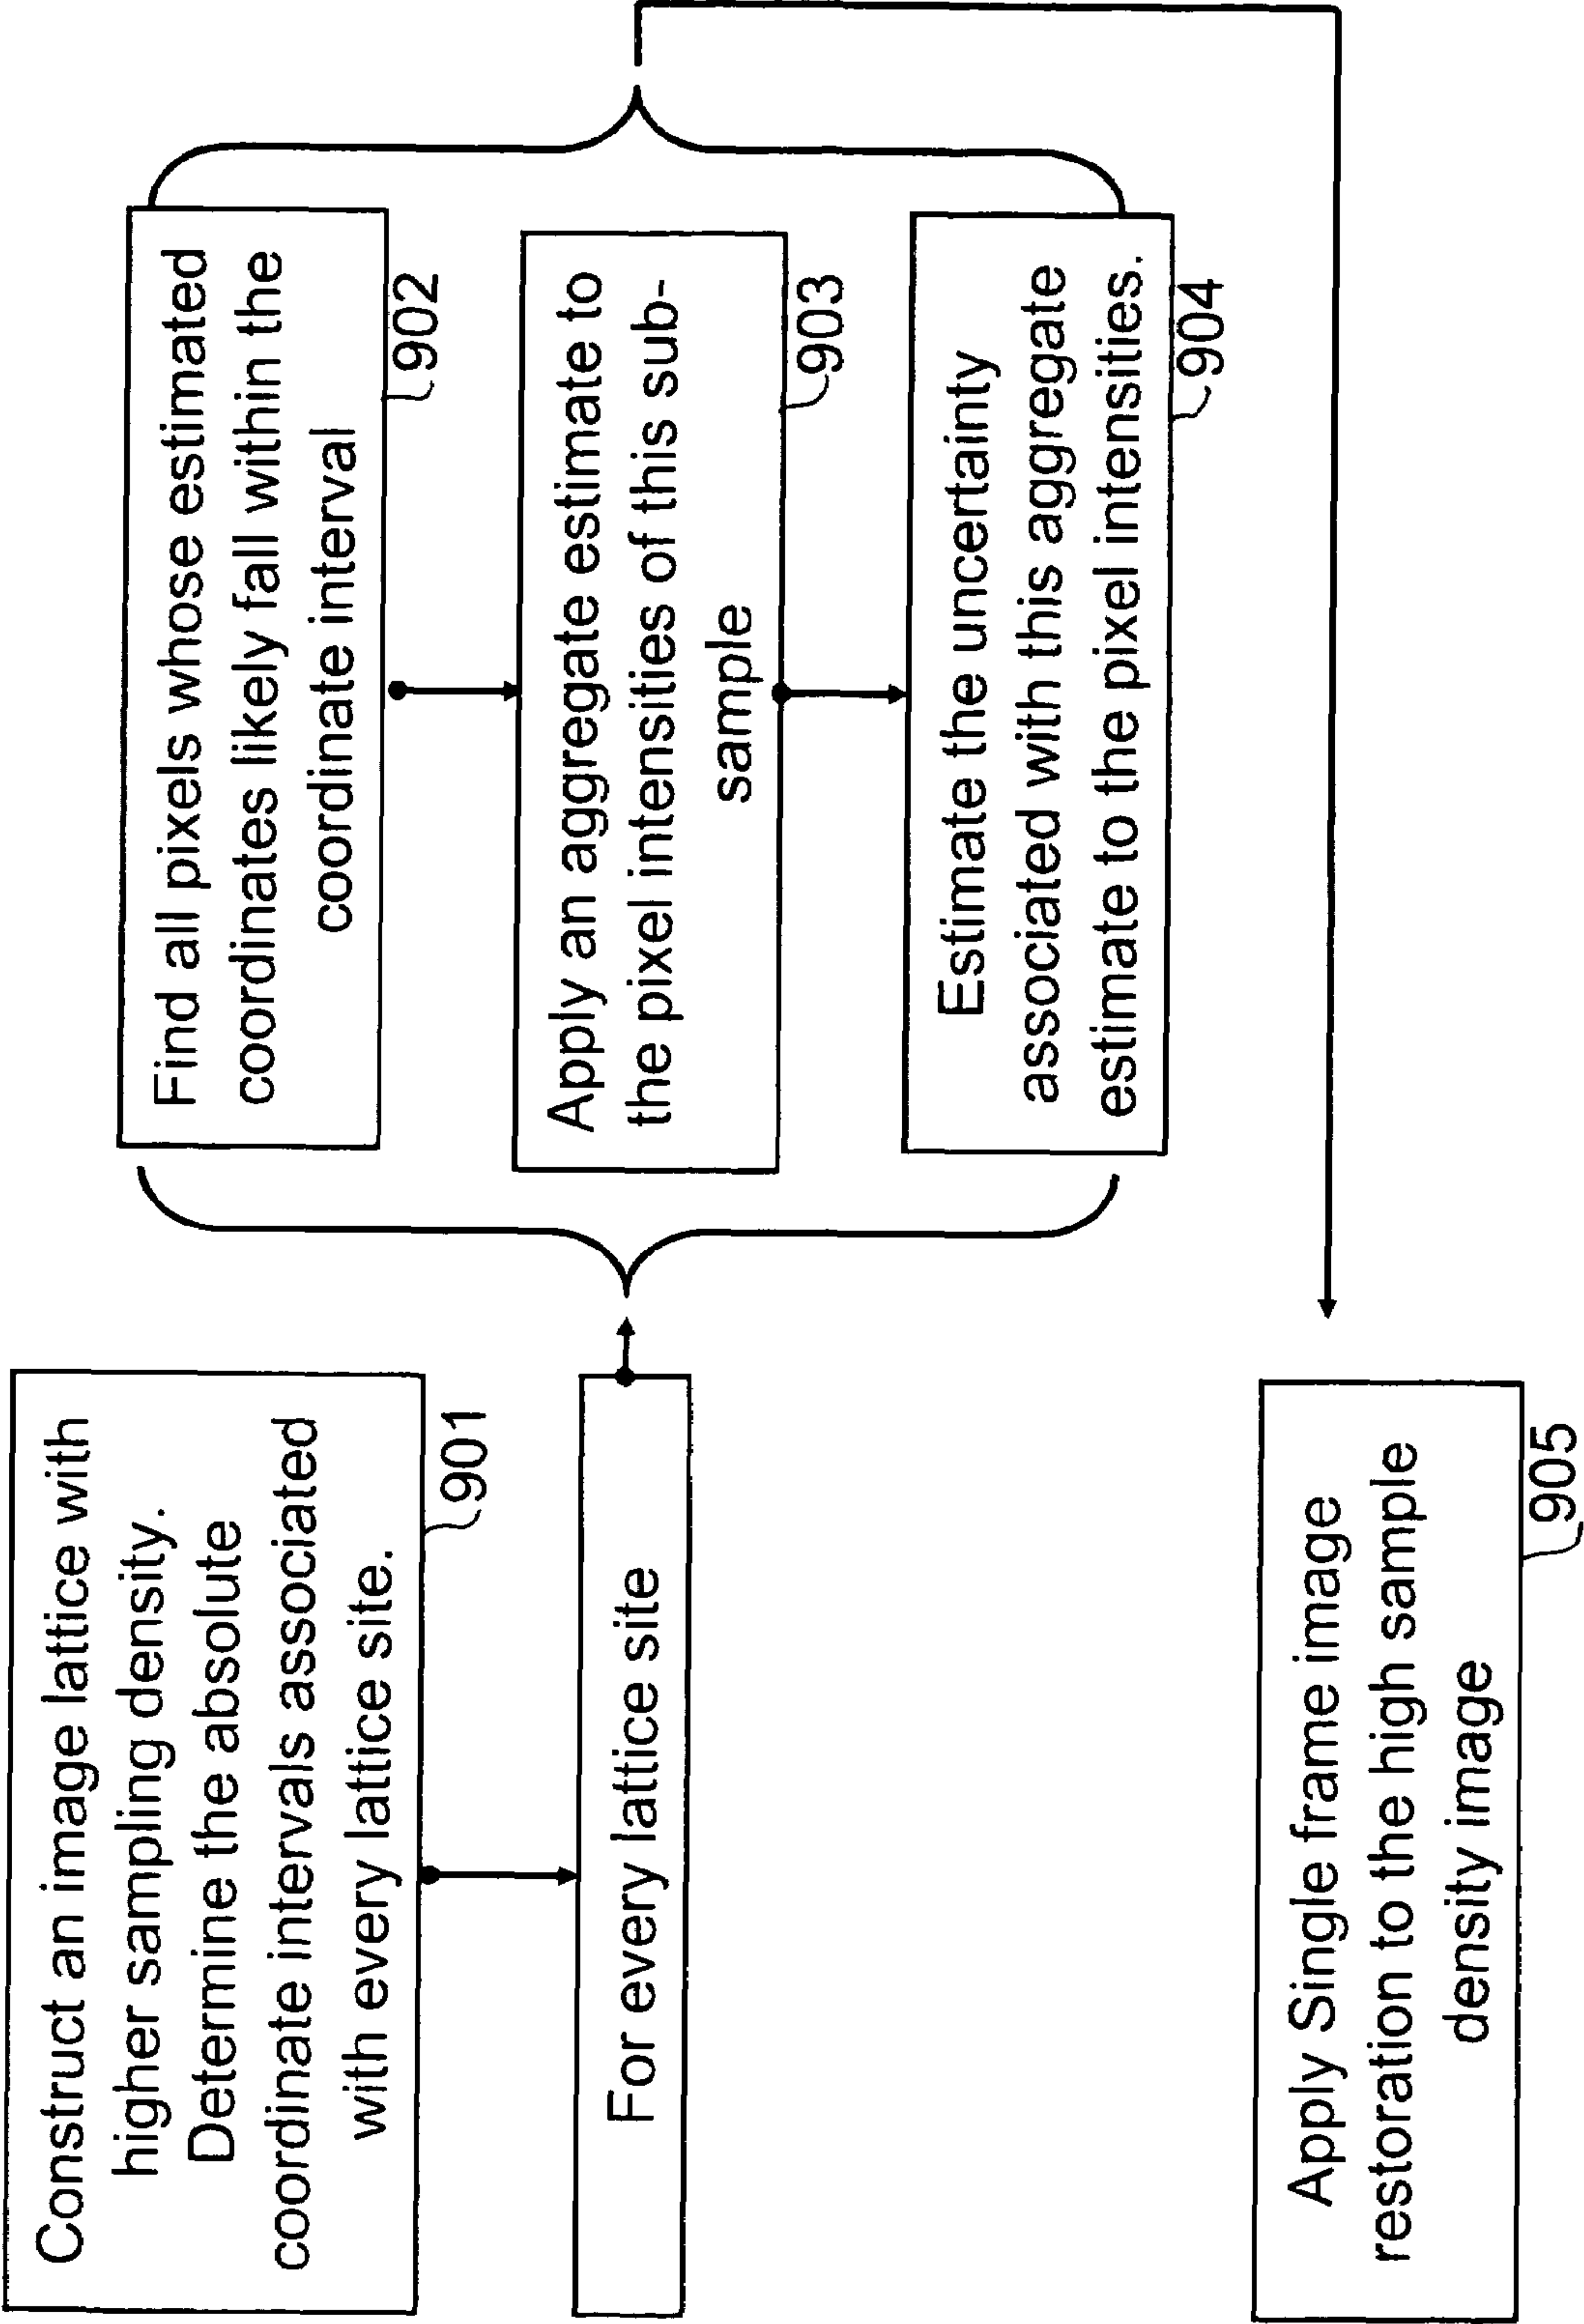 Construct an image lattice with
higher sampling density.
Determine the absolute
coordinate intervals associated
with every lattice site.
901
For every lattice site
Find all pixels whose estimated
coordinates likely fall within the
coordinate interval
902
Apply an aggregate estimate to
the pixel intensities of this sub-
sample
903
Estimate the uncertainty
associated with this aggregate
estimate to the pixel intensities.
904
Apply Single frame image
restoration to the high sample
density image
905